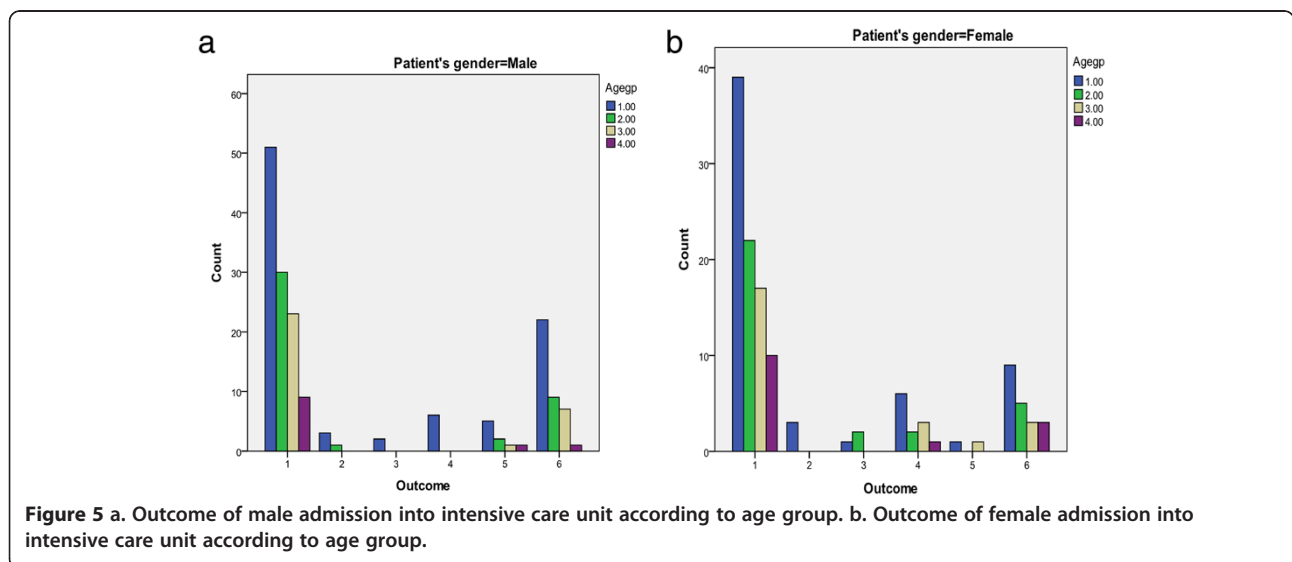 a
Patient's gender=Male
Agegp
1.00
2.00
3.00
4.00
60
50
40
30
20
10
0
Count
1 2 3 4 5 6
Outcome
b
Patient's gender=Female
Agegp
1.00
2.00
3.00
4.00
40
30
20
10
0
Count
1 2 3 4 5 6
Outcome
Figure 5 a. Outcome of male admission into intensive care unit according to age group. b. Outcome of female admission into
intensive care unit according to age group.